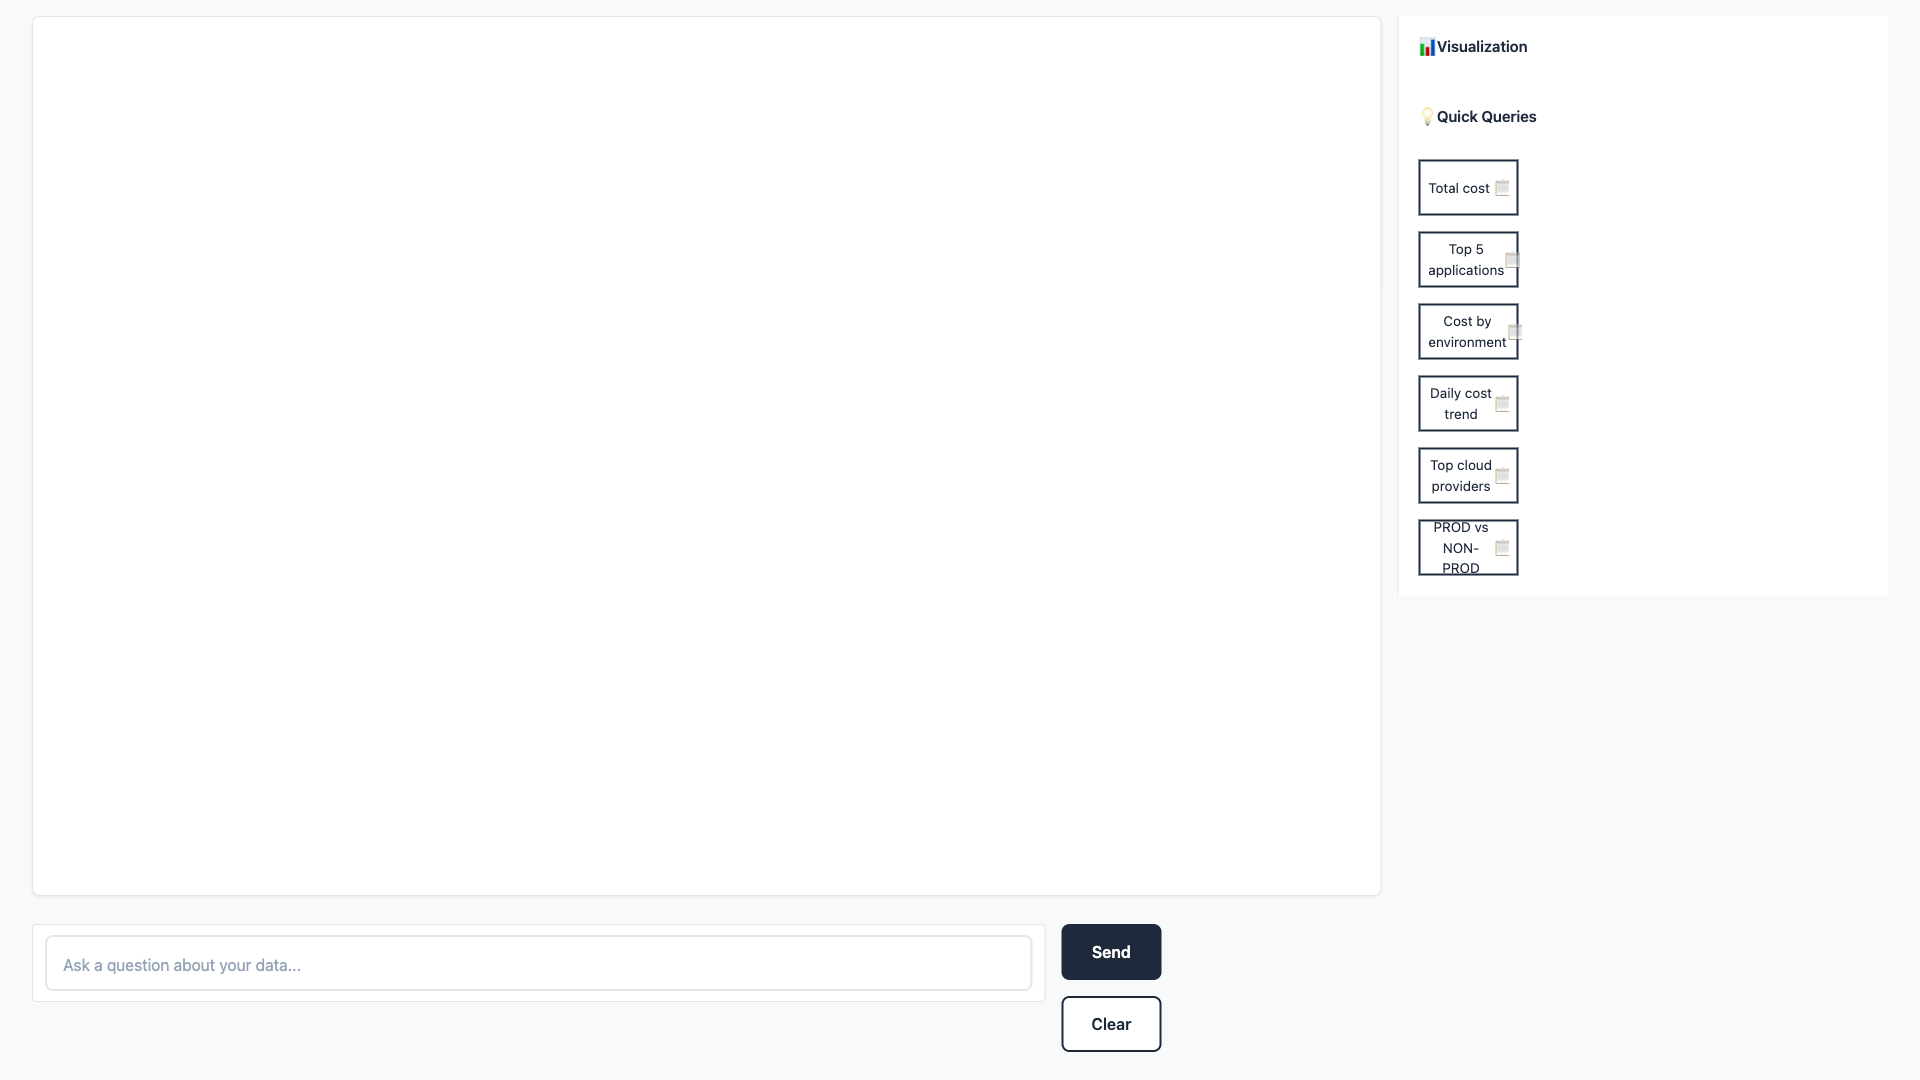 Visualization
Quick Queries
Total cost
Top 5
applications
Cost by
environment
Daily cost
trend
Top cloud
providers
PROD vs
NON-
PROD
Ask a question about your data...
Send
Clear